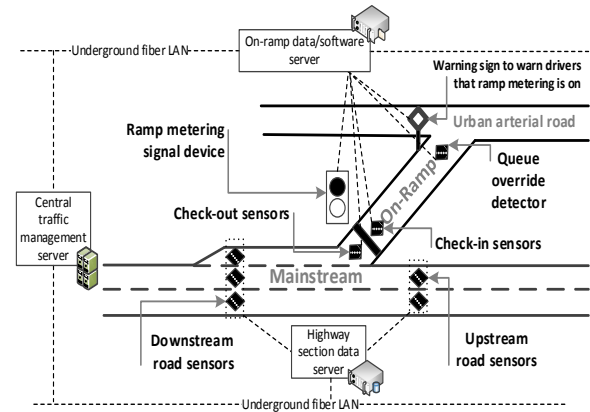 Underground fiber LAN
On-ramp data/software
server
Warning sign to warn drivers
that ramp metering is on
Urban arterial road
Ramp metering
signal device
Queue
override
detector
On-Ramp
Central
traffic
management
server
Check-out sensors
Check-in sensors
Mainstream
Downstream
road sensors
Highway
section data
server
Upstream
road sensors
Underground fiber LAN